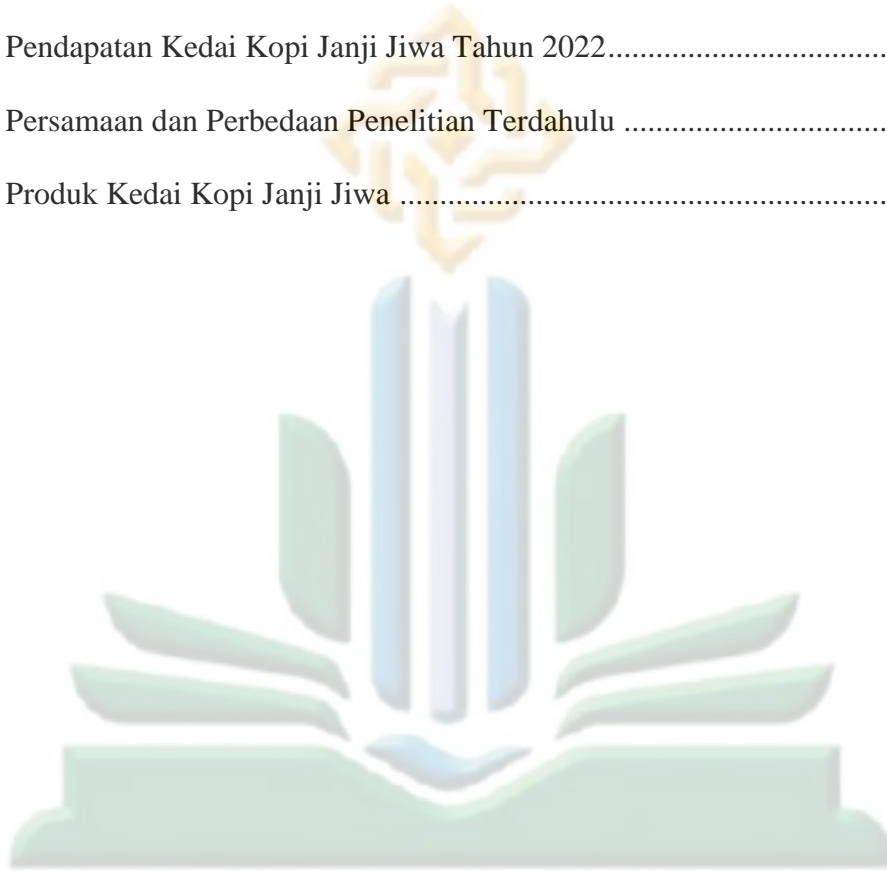 Pendapatan Kedai Kopi Janji Jiwa Tahun 2022...................................
Persamaan dan Perbedaan Penelitian Terdahulu .................................
Produk Kedai Kopi Janji Jiwa .............................................................